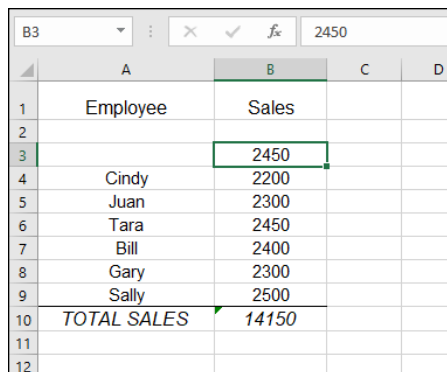 B3 fx 2450
A B C D
1 Employee Sales
2
3 2450
4 Cindy 2200
5 Juan 2300
6 Tara 2450
7 Bill 2400
8 Gary 2300
9 Sally 2500
10 TOTAL SALES 14150
11
12